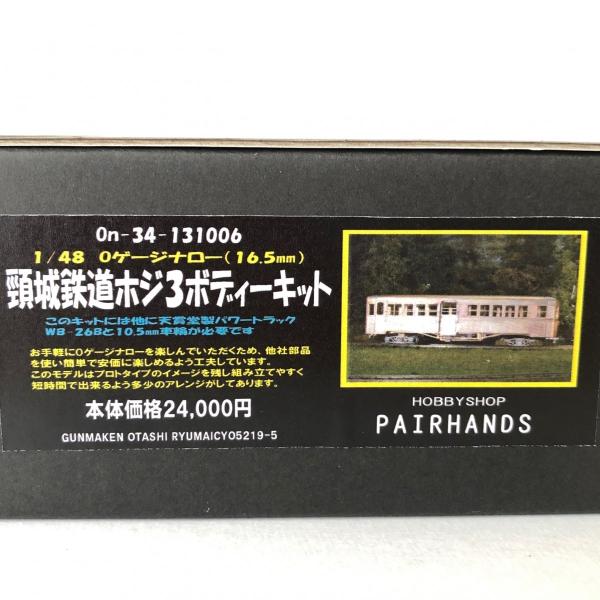 On-34-131006
1/48 Oゲージナロー(16.5mm)
頸城鉄道ホジ3ボディーキット
このキットには他に天賞堂製パワートラック
WB-26Bと10.5mm車輪が必要です
お手軽にOゲージナローを楽しんでいただくため、他社部品
を使い簡単で安価に楽しめるよう工夫しています。
このモデルはプロトタイプのイメージを残し組み立てやすく
短時間で出来るよう多少のアレンジがしてあります。
本体価格24,000円
GUNMAKEN OTASHI RYUMAICYO5219-5
HOBBYSHOP
PAIRHANDS